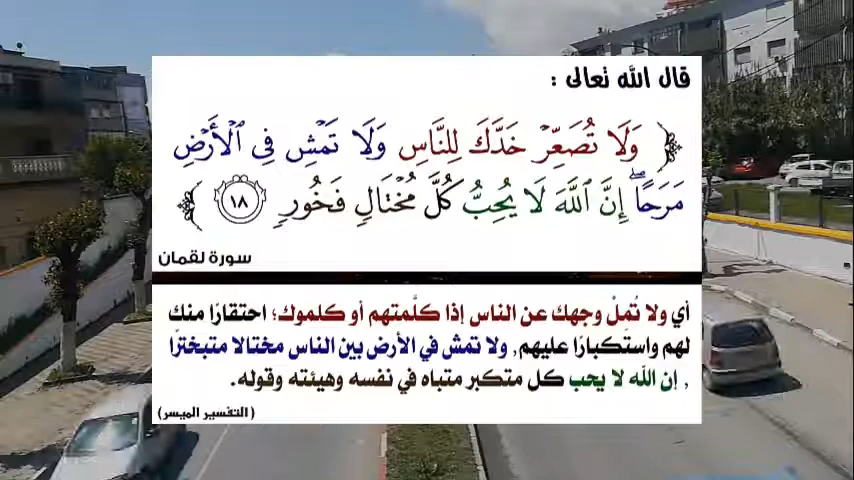 قال الله تعالى :
﴿ وَلَا تُصَعِّرْ خَدَّكَ لِلنَّاسِ وَلَا تَمْشِ فِي الْأَرْضِ
مَرَحًا ۖ إِنَّ اللَّهَ لَا يُحِبُّ كُلَّ مُخْتَالٍ فَخُورٍ ١٨ ﴾
سورة لقمان
أي ولا تُمِلْ وجهك عن الناس إذا كلَّمتهم أو كلموك؛ احتقارًا منك
لهم واستكبارًا عليهم, ولا تمش في الأرض بين الناس مختالا متبخترًا
, إن الله لا يحب كل متكبر متباه في نفسه وهيئته وقوله.
( التفسير الميسر )